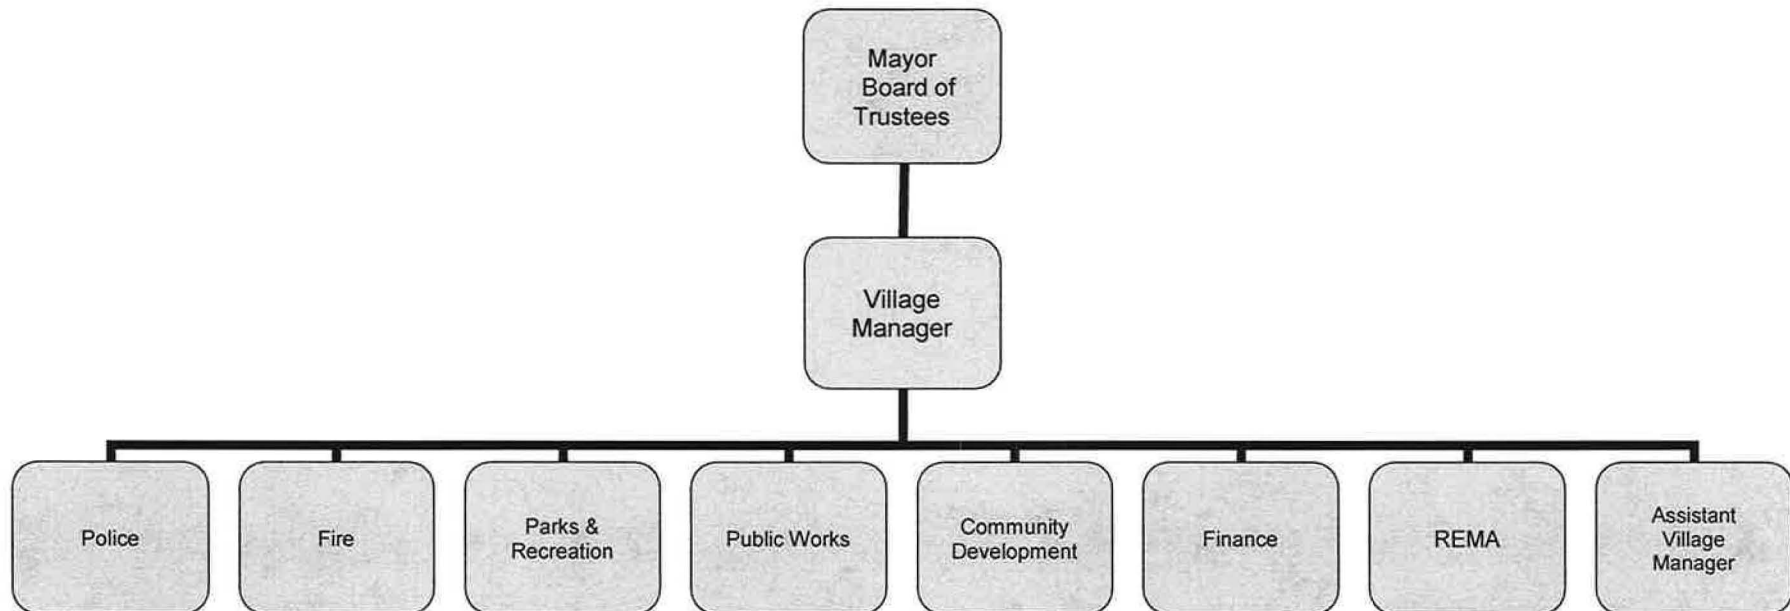 Mayor
Board of
Trustees
Village
Manager
Police
Fire
Parks &
Recreation
Public Works
Community
Development
Finance
REMA
Assistant
Village
Manager